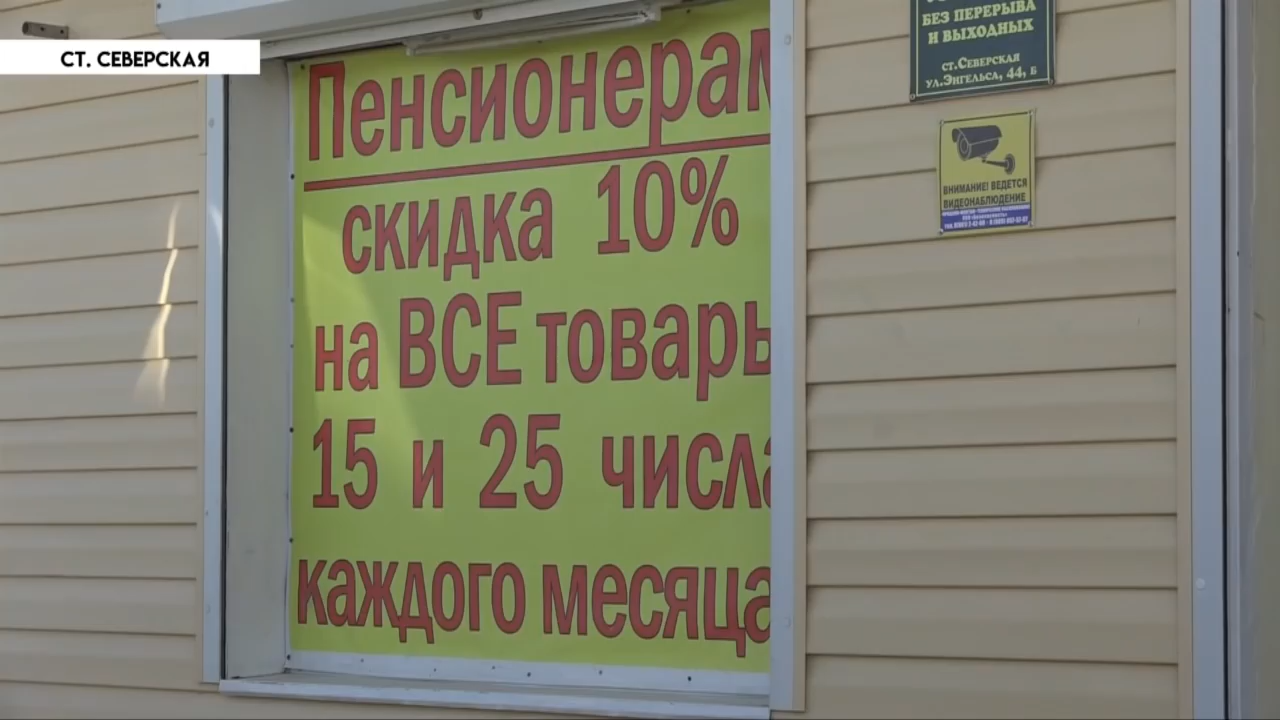 СТ. СЕВЕРСКАЯ
Пенсионерам
скидка 10%
на ВСЕ товары
15 и 25 числа
каждого месяца
БЕЗ ПЕРЕРЫВА
И ВЫХОДНЫХ
СТ.СЕВЕРСКАЯ
УЛ.ЭНГЕЛЬСА, 44, Б
ВНИМАНИЕ! ВЕДЕТСЯ
ВИДЕОНАБЛЮДЕНИЕ